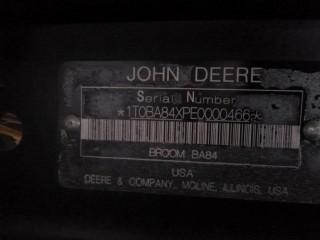 JOHN DEERE
Serial Number
*1T0BA84XPE0000466*
BROOM BA84
USA
DEERE & COMPANY, MOLINE, ILLINOIS, USA